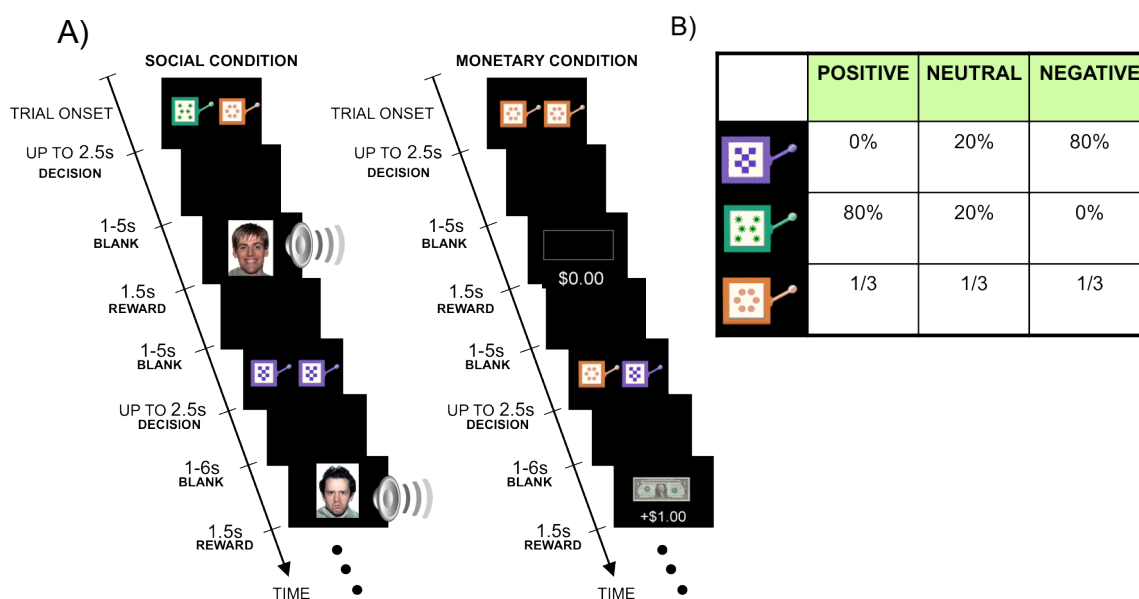 A)
SOCIAL CONDITION
TRIAL ONSET
UP TO 2.5s
DECISION
1-5s
BLANK
1.5s
REWARD
1-5s
BLANK
UP TO 2.5s
DECISION
1-6s
BLANK
1.5s
REWARD
TIME
MONETARY CONDITION
TRIAL ONSET
UP TO 2.5s
DECISION
1-5s
BLANK
$0.00
1.5s
REWARD
1-5s
BLANK
UP TO 2.5s
DECISION
1-6s
BLANK
+$1.00
1.5s
REWARD
TIME
B)
POSITIVE NEUTRAL NEGATIVE
0% 20% 80%
80% 20% 0%
1/3 1/3 1/3